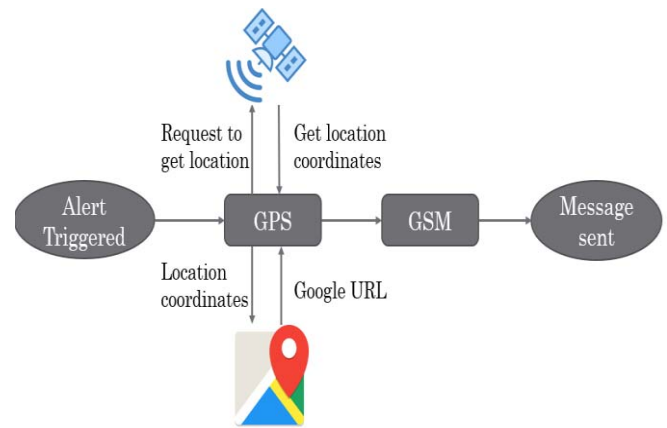 Request to
get location
Get location
coordinates
Alert
Triggered
GPS
GSM
Message
sent
Location
coordinates
Google URL